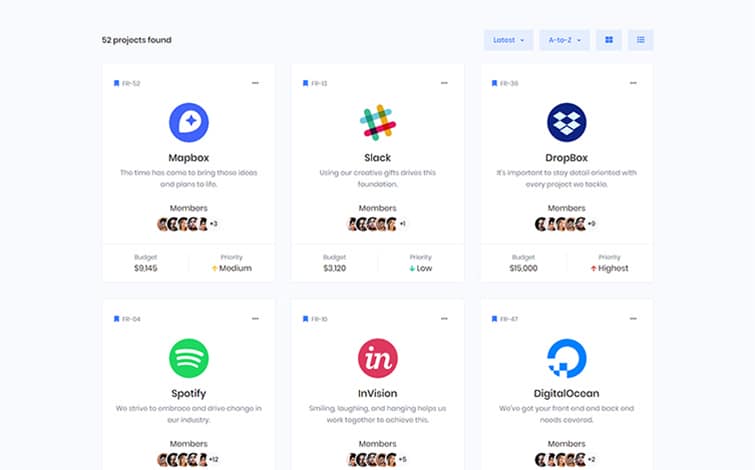 52 projects found
Latest
A-to-Z
FR-52
Mapbox
The time has come to bring those ideas
and plans to life.
Members
+3
Budget
$9,145
Priority
Medium
FR-13
Slack
Using our creative gifts drives this
foundation.
Members
+1
Budget
$3,120
Priority
Low
FR-36
DropBox
It's important to stay detail oriented with
every project we tackle.
Members
+9
Budget
$15,000
Priority
Highest
FR-04
Spotify
We strive to embrace and drive change in
our industry.
Members
+12
FR-10
in
InVision
Smiling, laughing, and hanging helps us
work together to achieve this.
Members
+5
FR-47
DigitalOcean
We've got your front end end back end
needs covered.
Members
+2